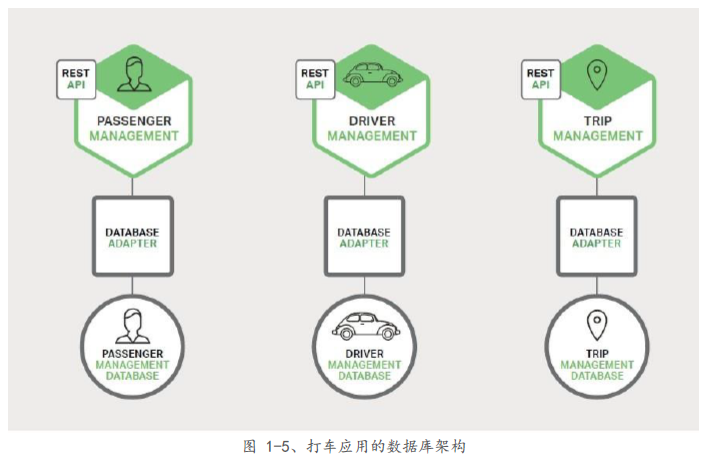 REST
API
PASSENGER
MANAGEMENT
DATABASE
ADAPTER
PASSENGER
MANAGEMENT
DATABASE
REST
API
DRIVER
MANAGEMENT
DATABASE
ADAPTER
DRIVER
MANAGEMENT
DATABASE
REST
API
TRIP
MANAGEMENT
DATABASE
ADAPTER
TRIP
MANAGEMENT
DATABASE
图 1-5、打车应用的数据库架构